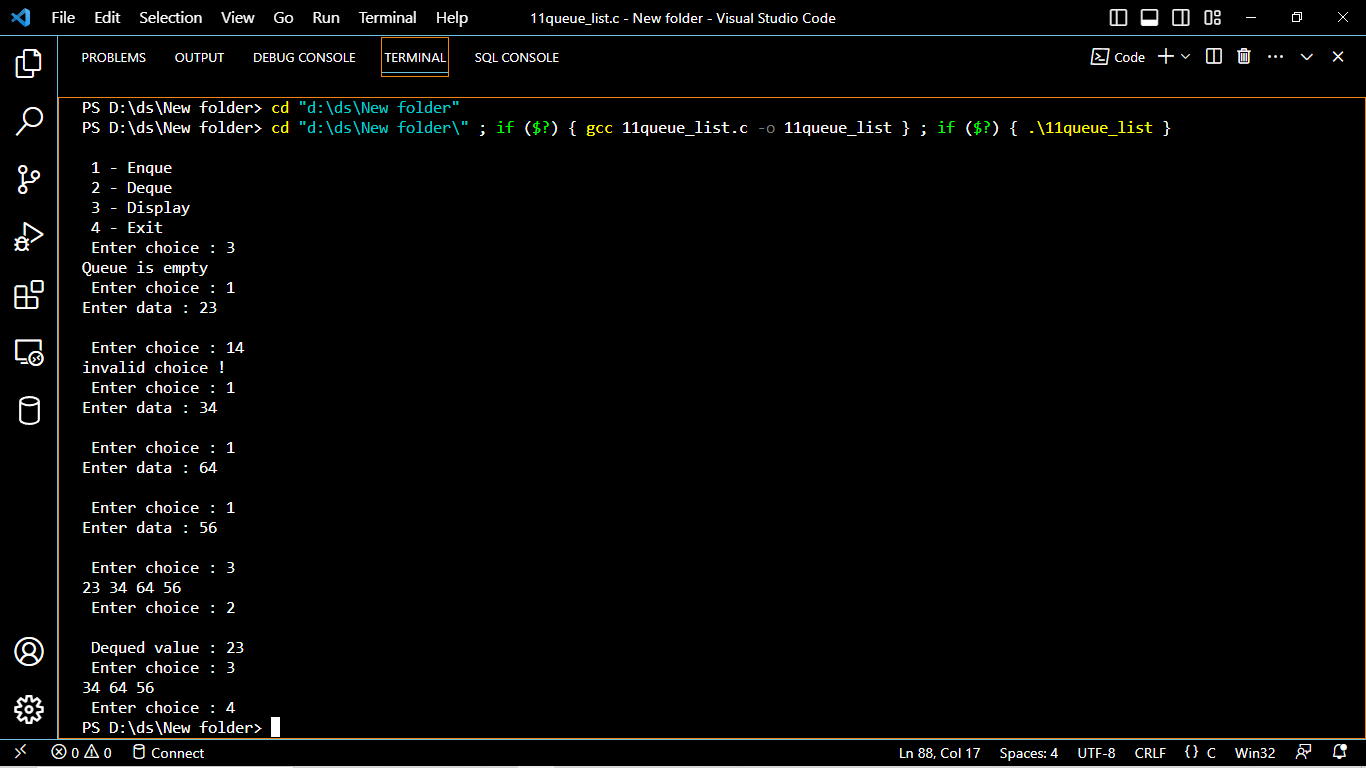 File Edit Selection View Go Run Terminal Help 11queue_list.c - New folder - Visual Studio Code
PROBLEMS OUTPUT DEBUG CONSOLE TERMINAL SQL CONSOLE Code
PS D:\ds\New folder> cd "d:\ds\New folder"
PS D:\ds\New folder> cd "d:\ds\New folder\" ; if ($?) { gcc 11queue_list.c -o 11queue_list } ; if ($?) { .\11queue_list }
1 - Enque
2 - Deque
3 - Display
4 - Exit
Enter choice : 3
Queue is empty
Enter choice : 1
Enter data : 23
Enter choice : 14
invalid choice !
Enter choice : 1
Enter data : 34
Enter choice : 1
Enter data : 64
Enter choice : 1
Enter data : 56
Enter choice : 3
23 34 64 56
Enter choice : 2
Dequed value : 23
Enter choice : 3
34 64 56
Enter choice : 4
PS D:\ds\New folder>
0 0 Connect Ln 88, Col 17 Spaces: 4 UTF-8 CRLF {} C Win32